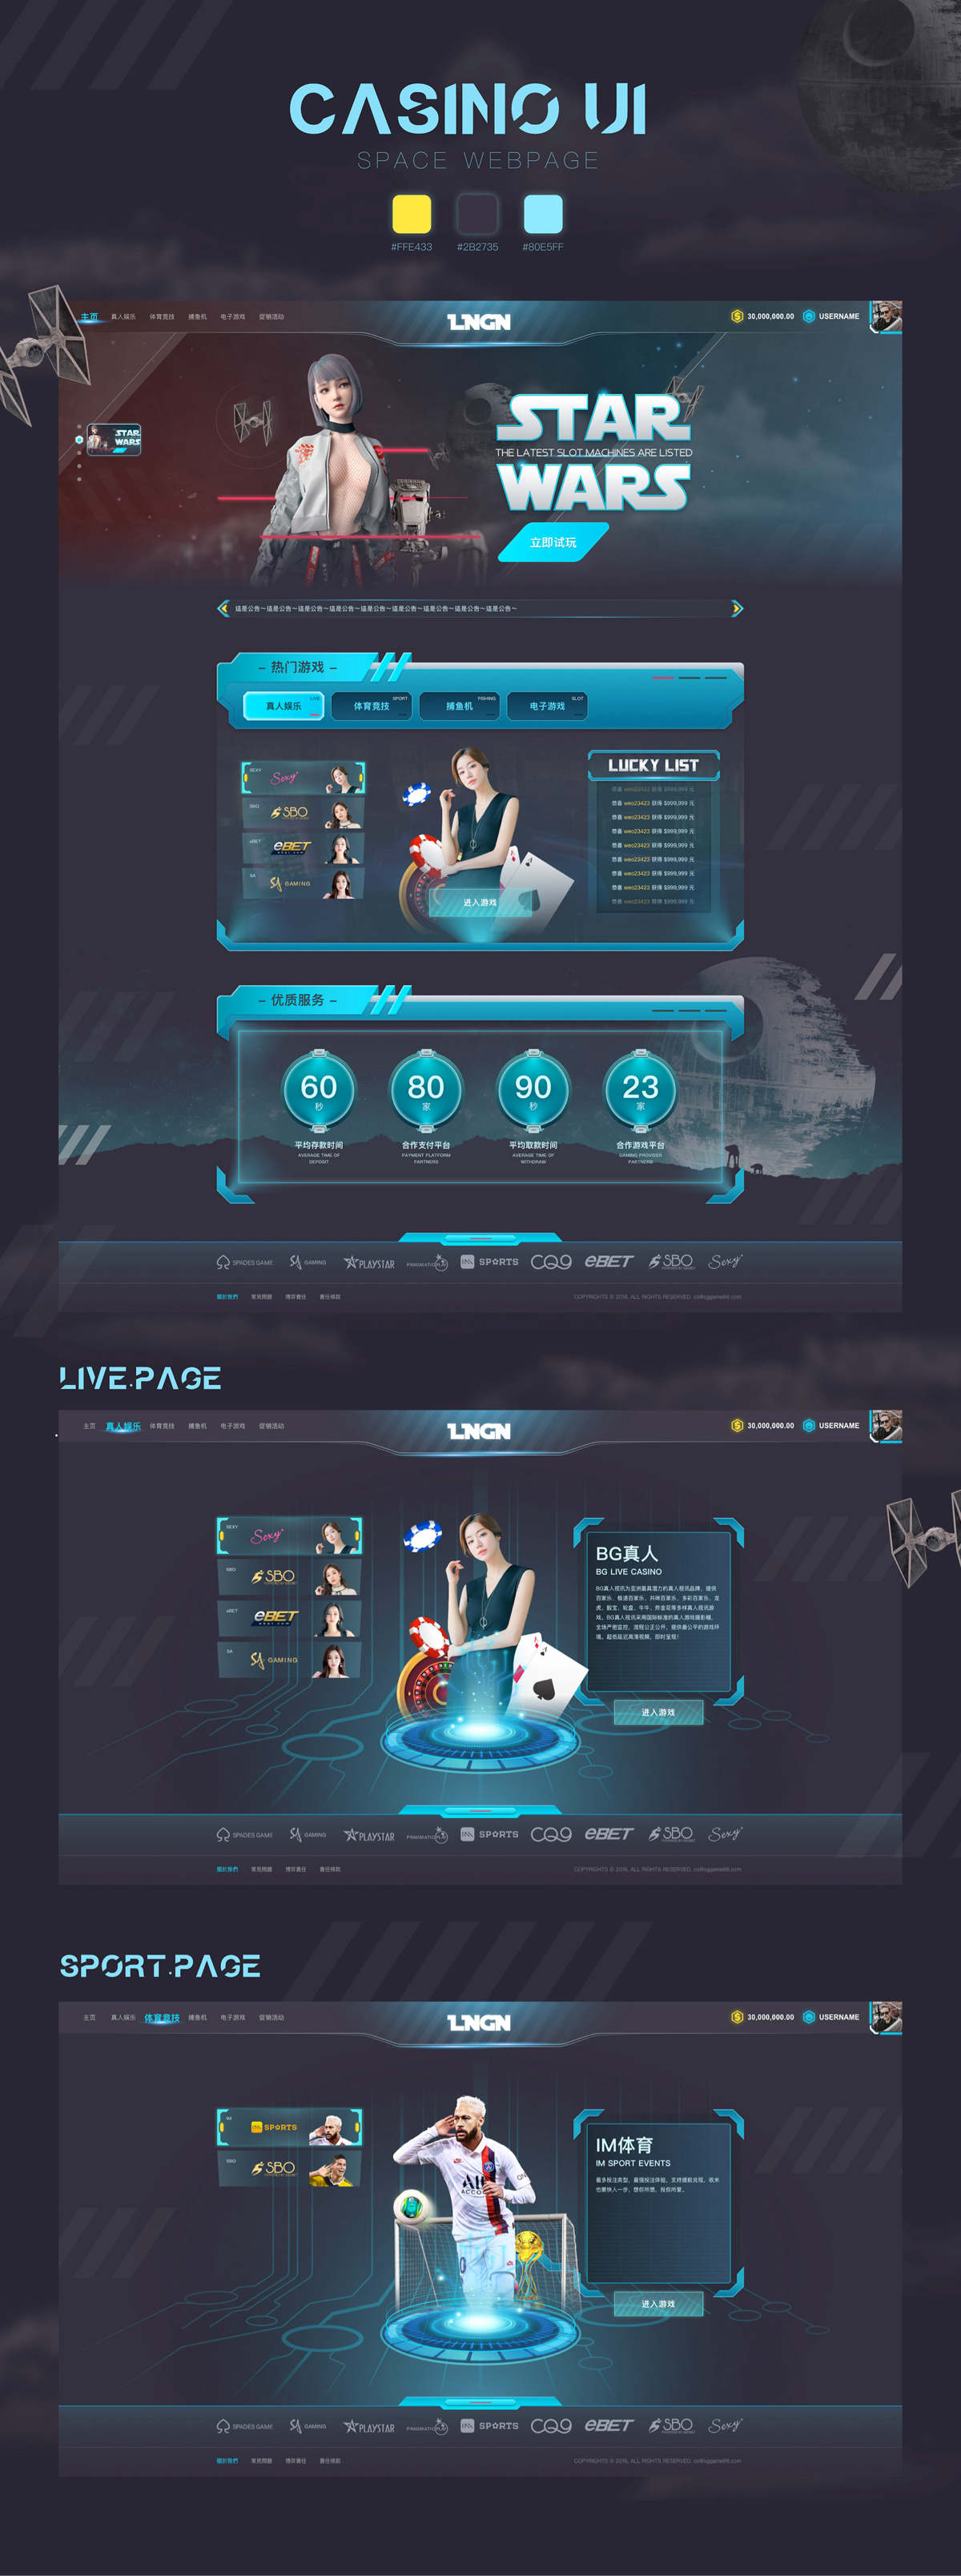 CASINO UI
SPACE WEBPAGE
#FFE433 #2B2735 #80E5FF
主页 真人娱乐 体育竞技 捕鱼机 电子游戏 促销活动
LNGN
30,000,000.00 USERNAME
STAR
WARS
STAR
THE LATEST SLOT MACHINES ARE LISTED
WARS
立即试玩
這是公告～這是公告～這是公告～這是公告～這是公告～這是公告～這是公告～這是公告～這是公告～
– 热门游戏 –
真人娱乐 LIVE
体育竞技 SPORT
捕鱼机 FISHING
电子游戏 SLOT
SEXY Sexy
SBO SBO
eBET eBET
SA SA GAMING
进入游戏
LUCKY LIST
恭喜 weo23423 获得 $999,999 元
恭喜 weo23423 获得 $999,999 元
恭喜 weo23423 获得 $999,999 元
恭喜 weo23423 获得 $999,999 元
恭喜 weo23423 获得 $999,999 元
恭喜 weo23423 获得 $999,999 元
恭喜 weo23423 获得 $999,999 元
恭喜 weo23423 获得 $999,999 元
恭喜 weo23423 获得 $999,999 元
– 优质服务 –
60 80 90 23
秒 家 秒 家
平均存款时间 合作支付平台 平均取款时间 合作游戏平台
AVERAGE TIME OF DEPOSIT
PAYMENT PLATFORM PARTNERS
AVERAGE TIME OF WITHDRAW
GAMING PROVIDER PARTNERS
SPADES GAME SA GAMING PLAYSTAR PRAGMATIC PLAY IM SPORTS CQ9 eBET SBO Sexy
關於我們 常見問題 博弈責任 責任條款
COPYRIGHTS © 2016, ALL RIGHTS RESERVED.
LIVE.PAGE
主页 真人娱乐 体育竞技 捕鱼机 电子游戏 促销活动
LNGN
30,000,000.00 USERNAME
SEXY Sexy
SBO SBO
eBET eBET
SA SA GAMING
BG真人
BG LIVE CASINO
BG真人视讯为亚洲最具潜力的真人视讯品牌，提供
百家乐、极速百家乐、共咪百家乐、多彩百家乐、龙
虎、骰宝、轮盘、牛牛、炸金花等多样真人视讯游
戏。BG真人视讯采用国际标准的真人游戏摄影棚，
全场严密监控，流程公正公开，提供最公平的游戏环
境。超低延迟高清视频，即时呈现！
进入游戏
SPADES GAME SA GAMING PLAYSTAR PRAGMATIC PLAY IM SPORTS CQ9 eBET SBO Sexy
關於我們 常見問題 博弈責任 責任條款
COPYRIGHTS © 2016, ALL RIGHTS RESERVED.
SPORT.PAGE
主页 真人娱乐 体育竞技 捕鱼机 电子游戏 促销活动
LNGN
30,000,000.00 USERNAME
IM IM SPORTS
SBO SBO
IM体育
IM SPORT EVENTS
最多投注类型，最强投注体验，支持提前兑现，收米
也要快人一步，想你所想，投你所爱。
进入游戏
SPADES GAME SA GAMING PLAYSTAR PRAGMATIC PLAY IM SPORTS CQ9 eBET SBO Sexy
關於我們 常見問題 博弈責任 責任條款
COPYRIGHTS © 2016, ALL RIGHTS RESERVED.